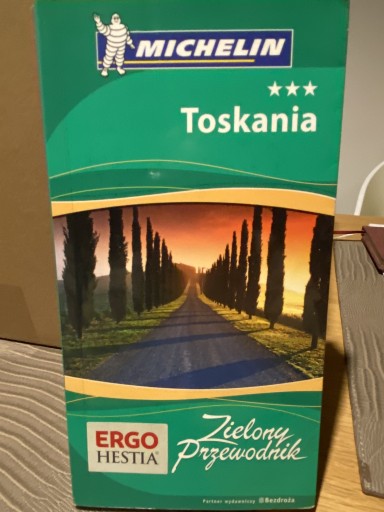 MICHELIN
★★★
Toskania
ERGO
HESTIA
Zielony
Przewodnik
Partner wydawniczy Bezdroża